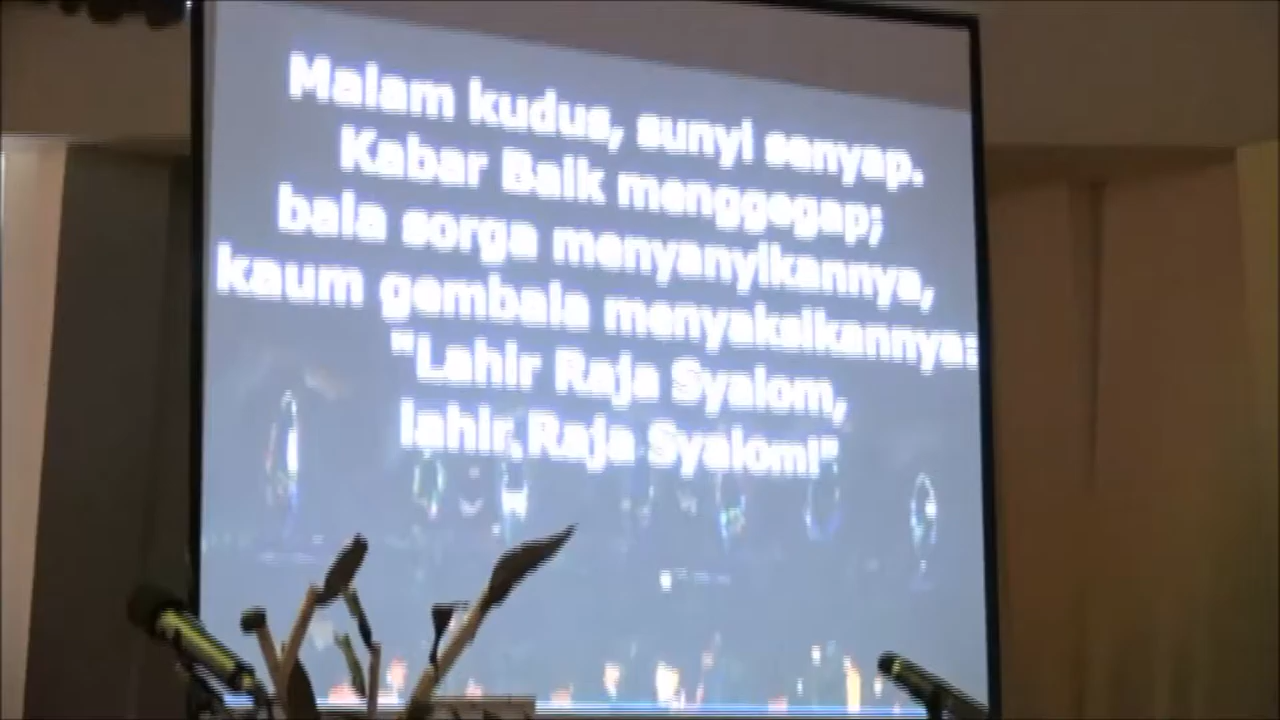 Malam kudus, sunyi senyap.
Kabar Baik menggegap;
bala sorga menyanyikannya,
kaum gembala menyaksikannya:
"Lahir Raja Syalom,
lahir Raja Syalom!"